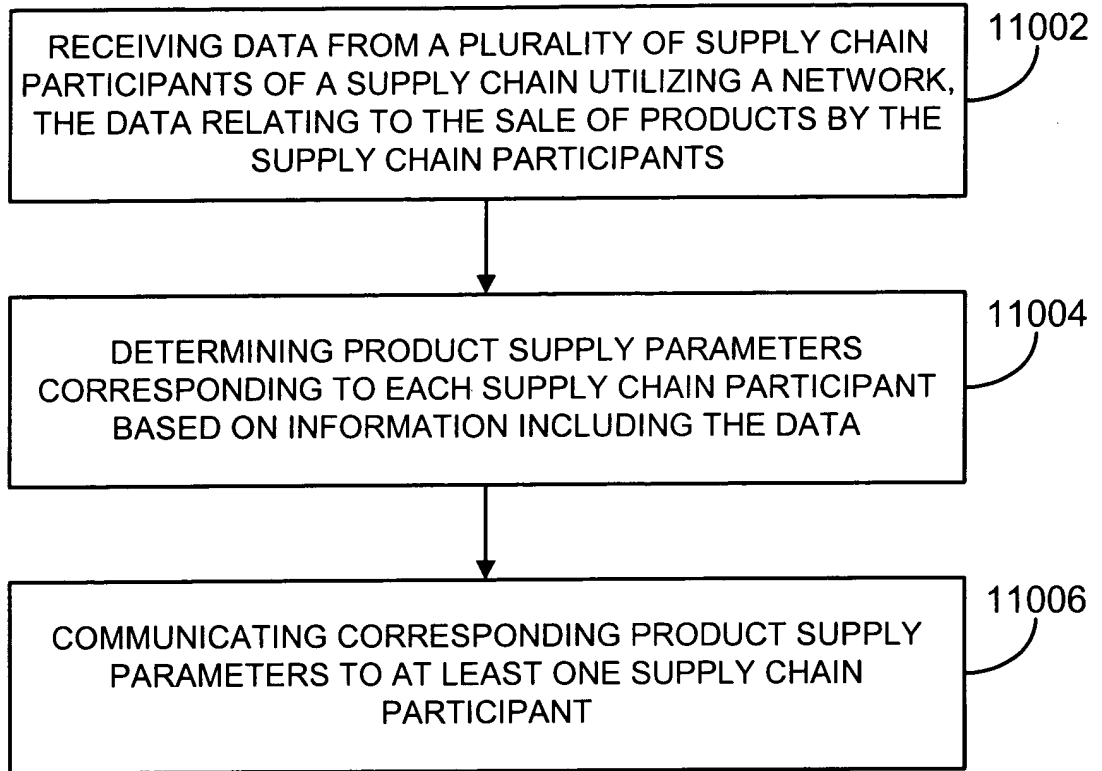 RECEIVING DATA FROM A PLURALITY OF SUPPLY CHAIN
PARTICIPANTS OF A SUPPLY CHAIN UTILIZING A NETWORK,
THE DATA RELATING TO THE SALE OF PRODUCTS BY THE
SUPPLY CHAIN PARTICIPANTS
11002
DETERMINING PRODUCT SUPPLY PARAMETERS
CORRESPONDING TO EACH SUPPLY CHAIN PARTICIPANT
BASED ON INFORMATION INCLUDING THE DATA
11004
COMMUNICATING CORRESPONDING PRODUCT SUPPLY
PARAMETERS TO AT LEAST ONE SUPPLY CHAIN
PARTICIPANT
11006